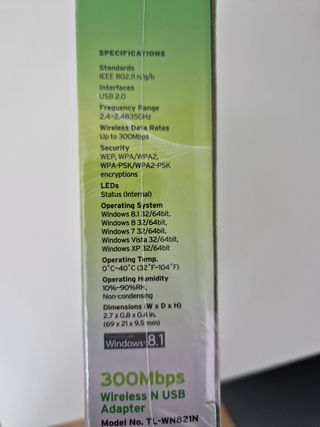 SPECIFICATIONS
Standards
IEEE 802.11 n/g/b
Interfaces
USB 2.0
Frequency Range
2.4-2.4835GHz
Wireless Data Rates
Up to 300Mbps
Security
WEP, WPA/WPA2,
WPA-PSK/WPA2-PSK
encryptions
LEDs
Status (Internal)
Operating System
Windows 8.1 32/64bit,
Windows 8 32/64bit,
Windows 7 32/64bit,
Windows Vista 32/64bit,
Windows XP 32/64bit
Operating Temp.
0°C~40°C (32°F~104°F)
Operating Humidity
10%~90%RH,
Non-condensing
Dimensions (W x D x H)
2.7 x 0.8 x 0.4 in.
(69 x 21 x 9.5 mm)
Windows 8.1
300Mbps
Wireless N USB
Adapter
Model No. TL-WN821N